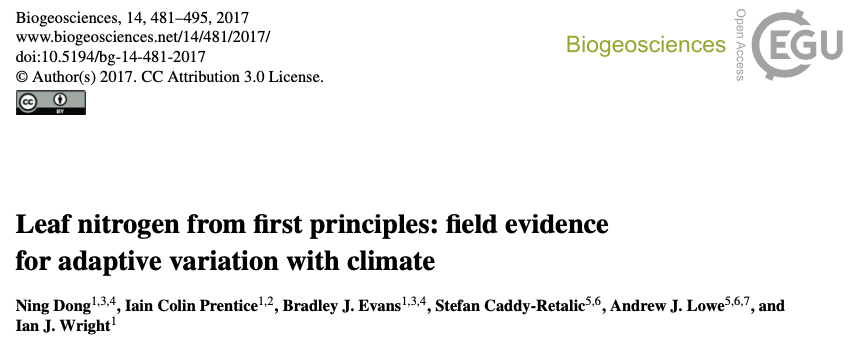 Biogeosciences, 14, 481–495, 2017
www.biogeosciences.net/14/481/2017/
doi:10.5194/bg-14-481-2017
© Author(s) 2017. CC Attribution 3.0 License.
cc BY
Biogeosciences
Open Access
EGU
Leaf nitrogen from first principles: field evidence
for adaptive variation with climate
Ning Dong1,3,4, Iain Colin Prentice1,2, Bradley J. Evans1,3,4, Stefan Caddy-Retalic5,6, Andrew J. Lowe5,6,7, and
Ian J. Wright1